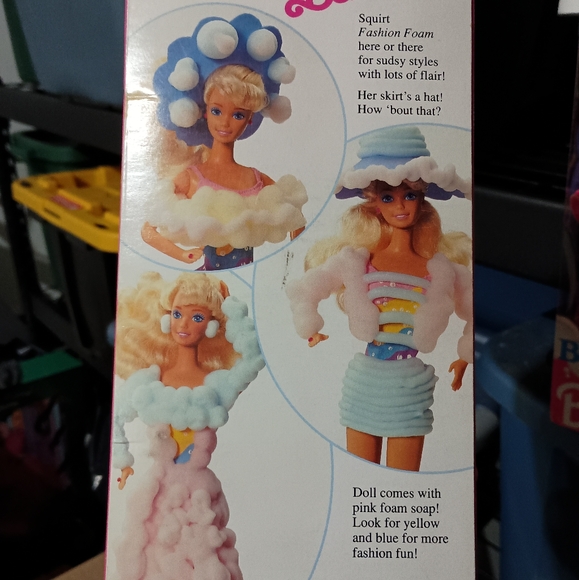 Squirt
Fashion Foam
here or there
for sudsy styles
with lots of flair!
Her skirt's a hat!
How 'bout that?
Doll comes with
pink foam soap!
Look for yellow
and blue for more
fashion fun!